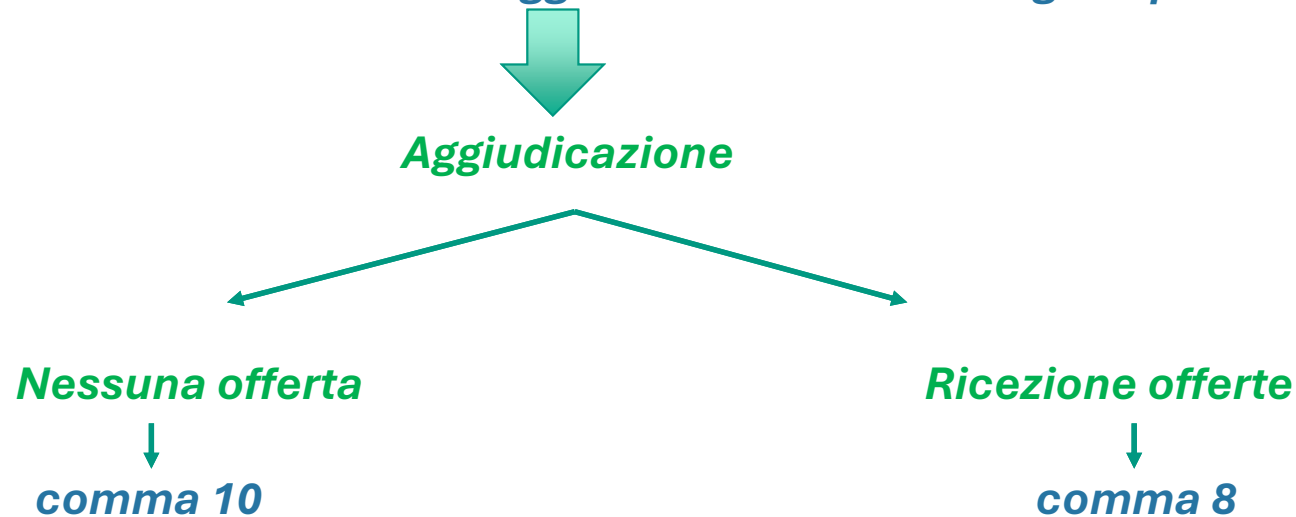 Aggiudicazione
Nessuna offerta
Ricezione offerte
comma 10
comma 8